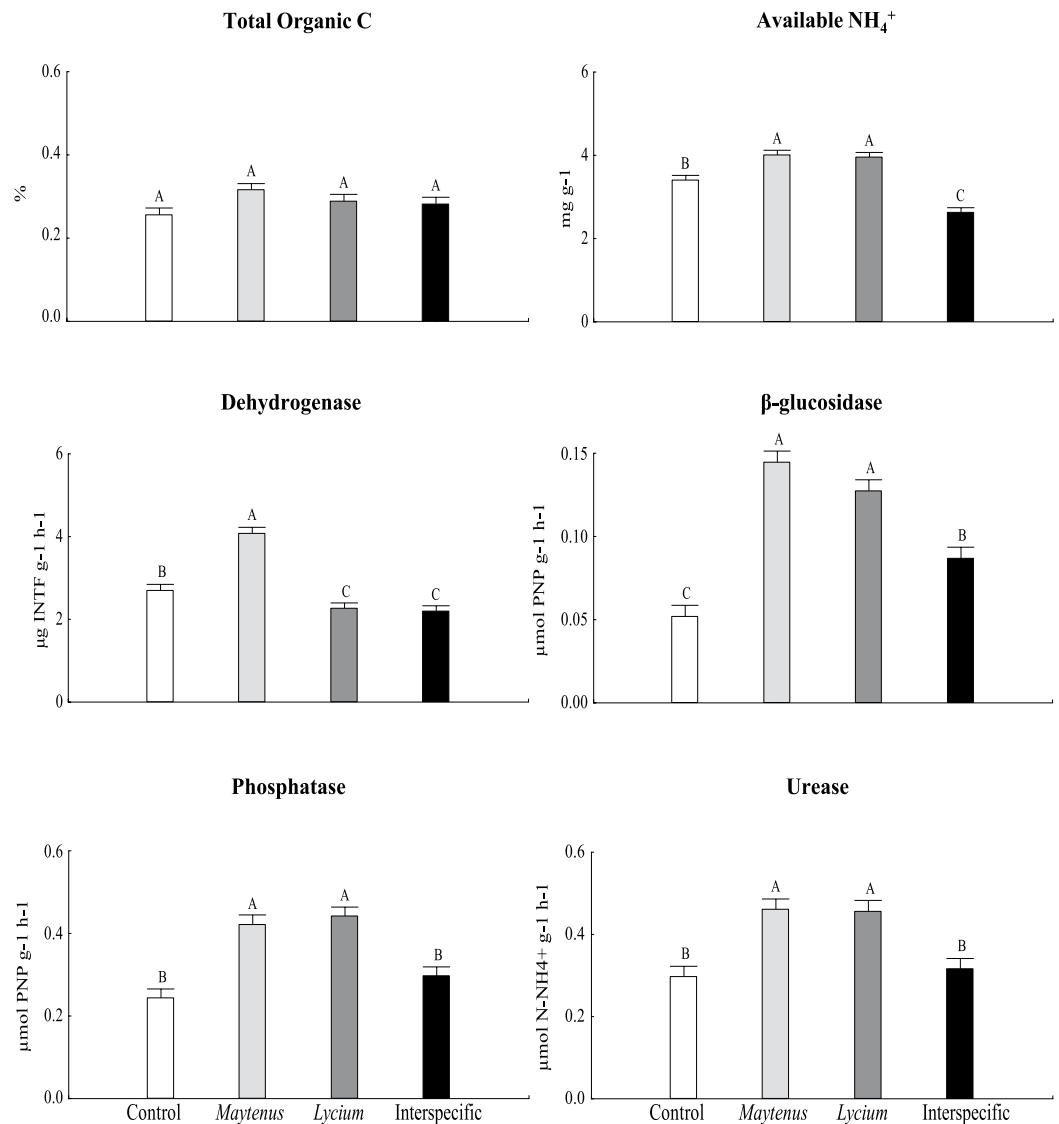 Total Organic C
0.6
0.4
0.2
0.0
%
A
A
A
A
Available NH₄⁺
6
4
2
0
mg g-1
B
A
A
C
Dehydrogenase
6
4
2
0
µg INTF g-1 h-1
B
A
C
C
β-glucosidase
0.15
0.10
0.05
0.00
µmol PNP g-1 h-1
C
A
A
B
Phosphatase
0.6
0.4
0.2
0.0
µmol PNP g-1 h-1
B
A
A
B
Control Maytenus Lycium Interspecific
Urease
0.6
0.4
0.2
0.0
µmol N-NH4+ g-1 h-1
B
A
A
B
Control Maytenus Lycium Interspecific